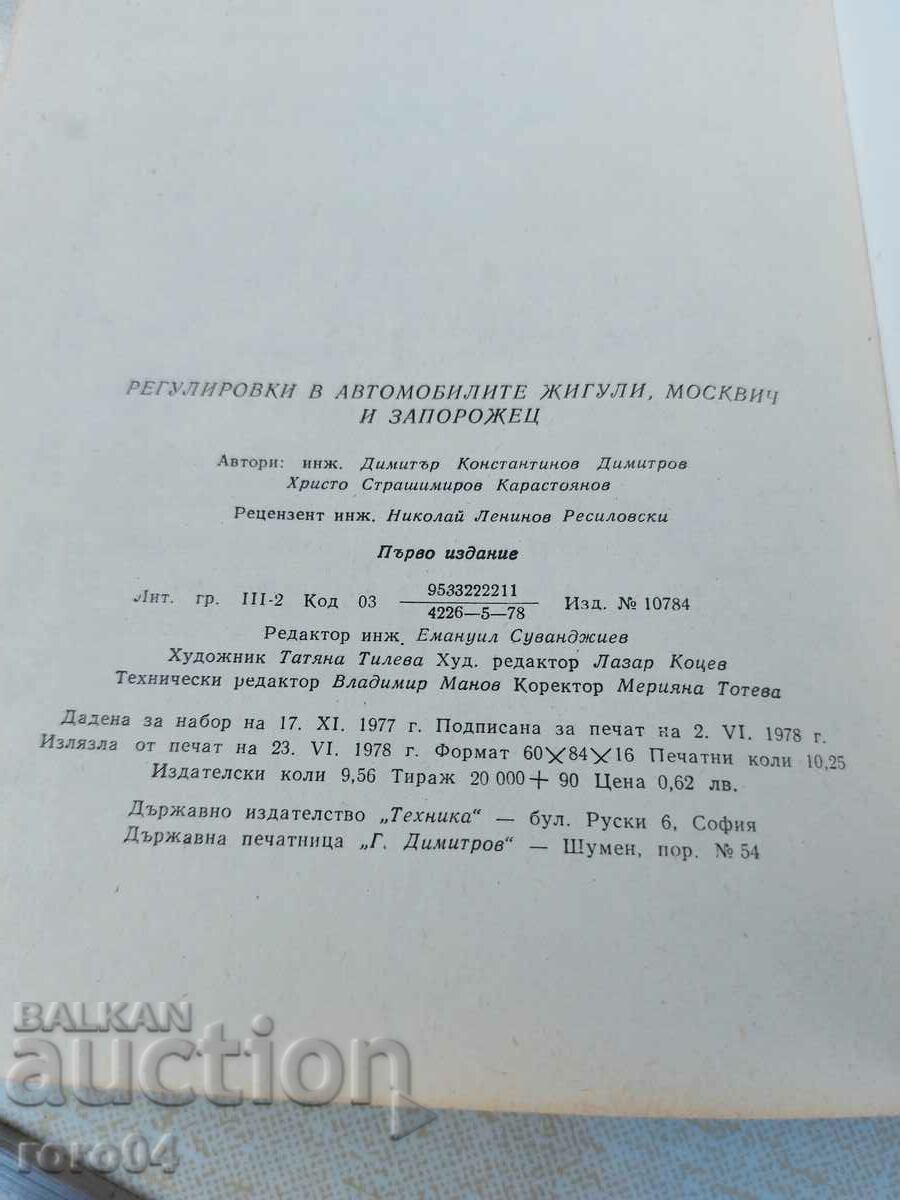 РЕГУЛИРОВКИ В АВТОМОБИЛИТЕ ЖИГУЛИ, МОСКВИЧ
И ЗАПОРОЖЕЦ
Автори: инж. Димитър Константинов Димитров
Христо Страшимиров Карастоянов
Рецензент инж. Николай Ленинов Ресиловски
Първо издание
Лит. гр. III-2 Код 03 9533222211 / 4226—5—78 Изд. № 10784
Редактор инж. Емануил Суванджиев
Художник Татяна Тилева Худ. редактор Лазар Коцев
Технически редактор Владимир Манов Коректор Мерияна Тотева
Дадена за набор на 17. XI. 1977 г. Подписана за печат на 2. VI. 1978 г.
Излязла от печат на 23. VI. 1978 г. Формат 60×84×16 Печатни коли 10,25
Издателски коли 9,56 Тираж 20 000+90 Цена 0,62 лв.
Държавно издателство „Техника“ — бул. Руски 6, София
Държавна печатница „Г. Димитров“ — Шумен, пор. № 54
BALKAN
auction
гоко04